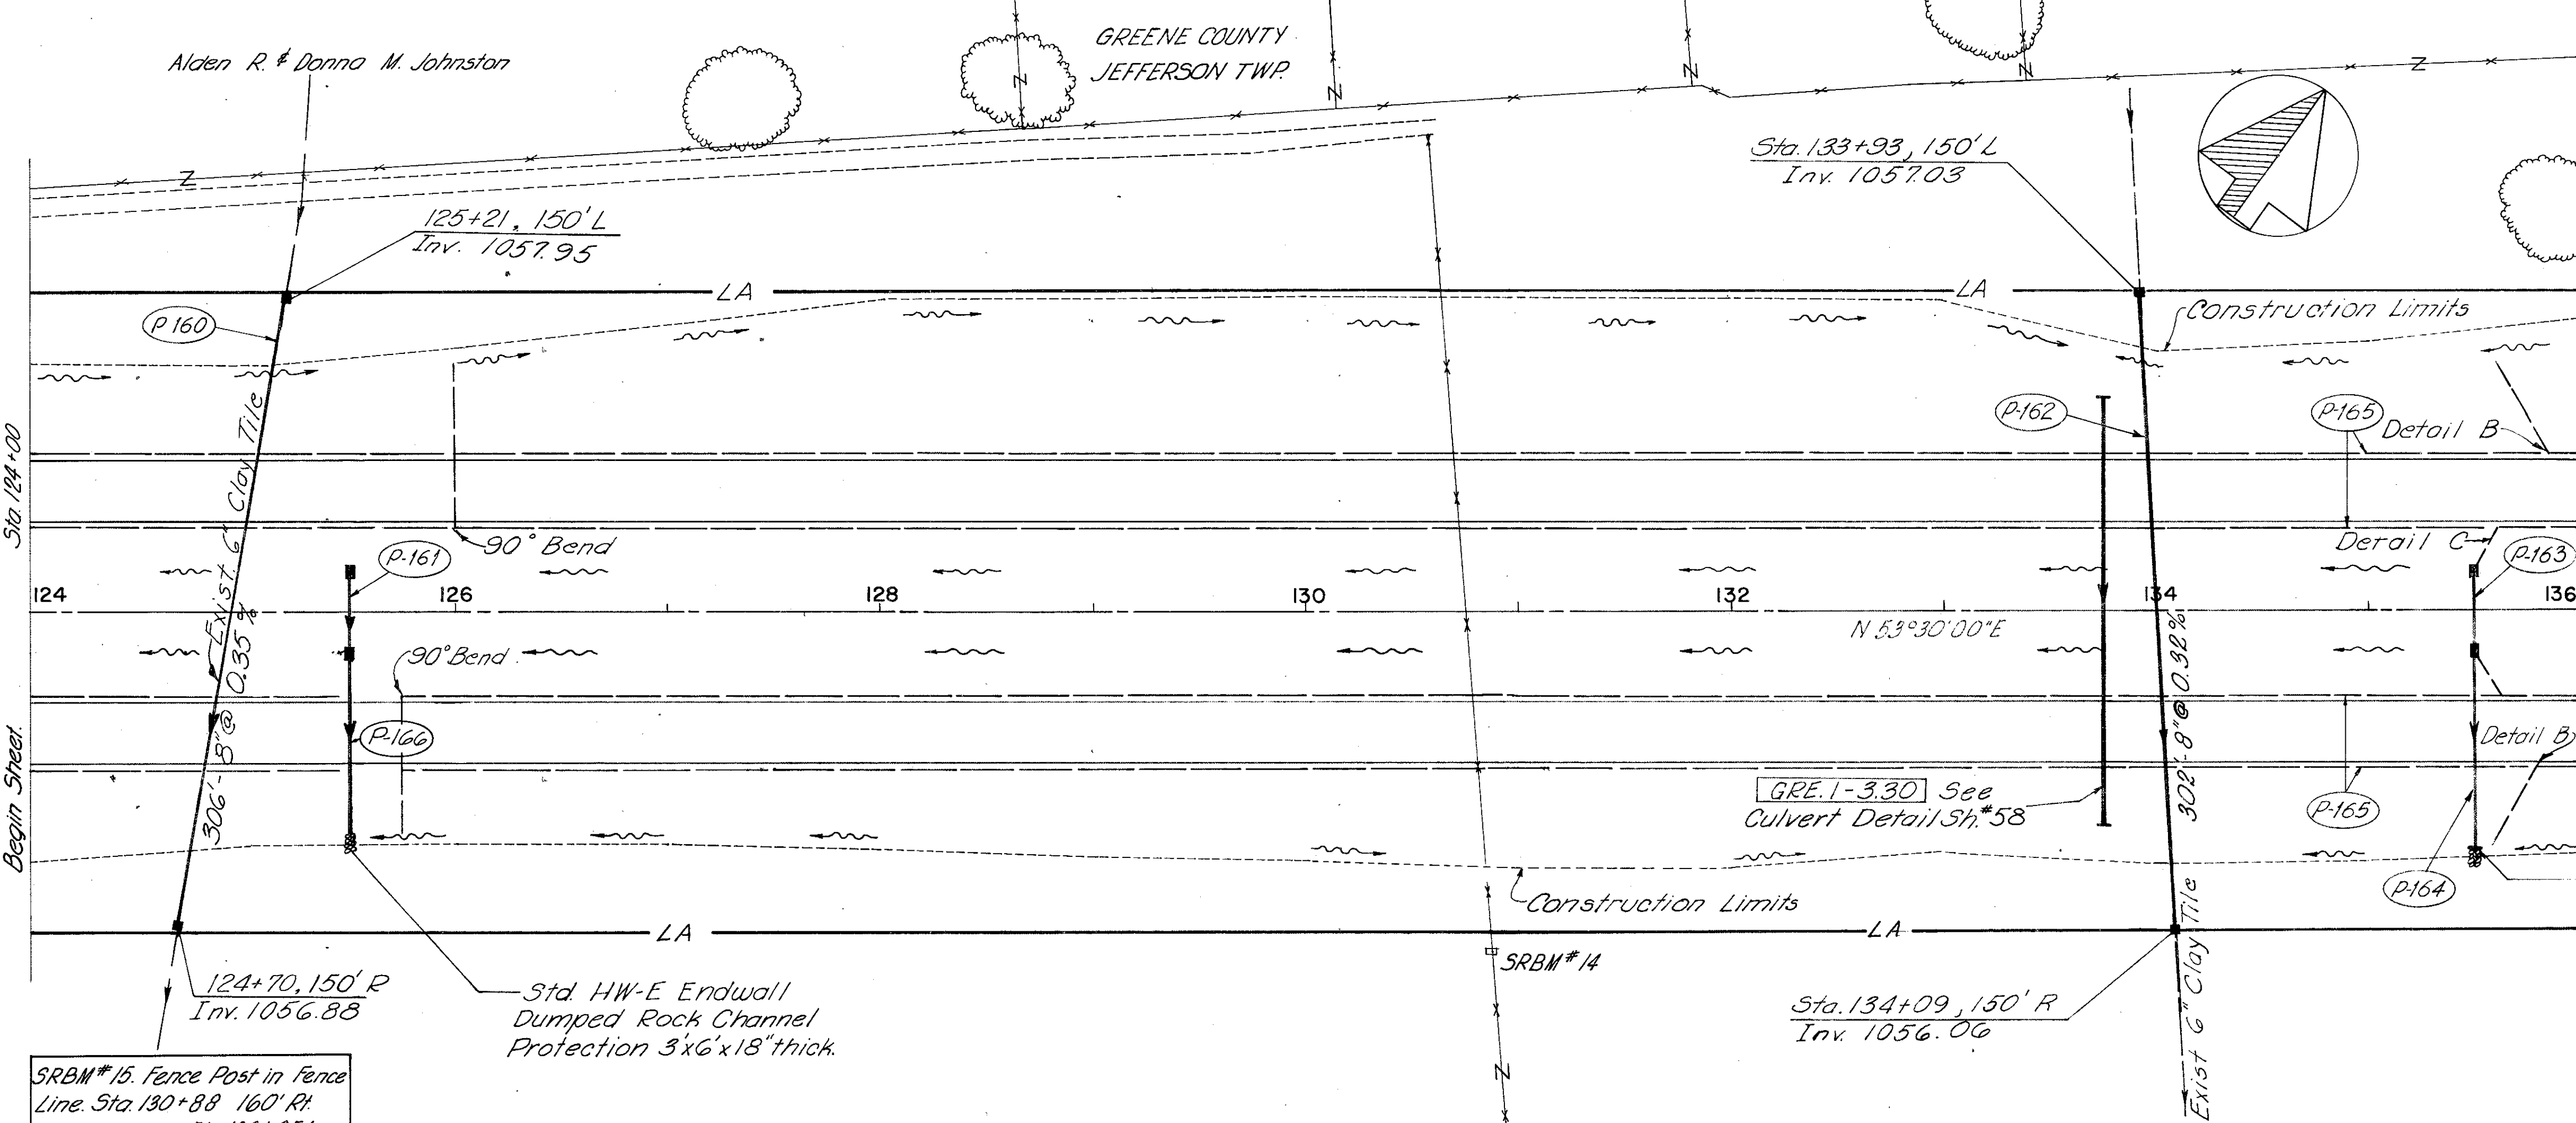 GREENE COUNTY
JEFFERSON TWP.
Alden R. & Donna M. Johnston
Z
Z
Z
Z
Z
Z
Sta. 133+93, 150' L
Inv. 1057.03
125+21, 150' L
Inv. 1057.95
LA
LA
P 160
Construction Limits
P-162
P-165
Detail B
Sta. 124+00
Exist. 6" Clay Tile
306'- 8" @ 0.35 %
90° Bend
P-161
Detail C
P-163
124
126
128
130
132
134
136
N 53°30'00"E
90° Bend
302'- 8" @ 0.32 %
P-166
Detail B
GRE. 1-3.30 See
Culvert Detail Sh. #58
P-165
Begin Sheet.
P-164
Construction Limits
LA
LA
SRBM #14
124+70, 150' R
Inv. 1056.88
Std. HW-E Endwall
Dumped Rock Channel
Protection 3'x6'x18" thick.
Sta. 134+09, 150' R
Inv. 1056.06
Exist 6" Clay Tile
Z
SRBM #15. Fence Post in Fence
Line. Sta. 130+88 160' Rt.